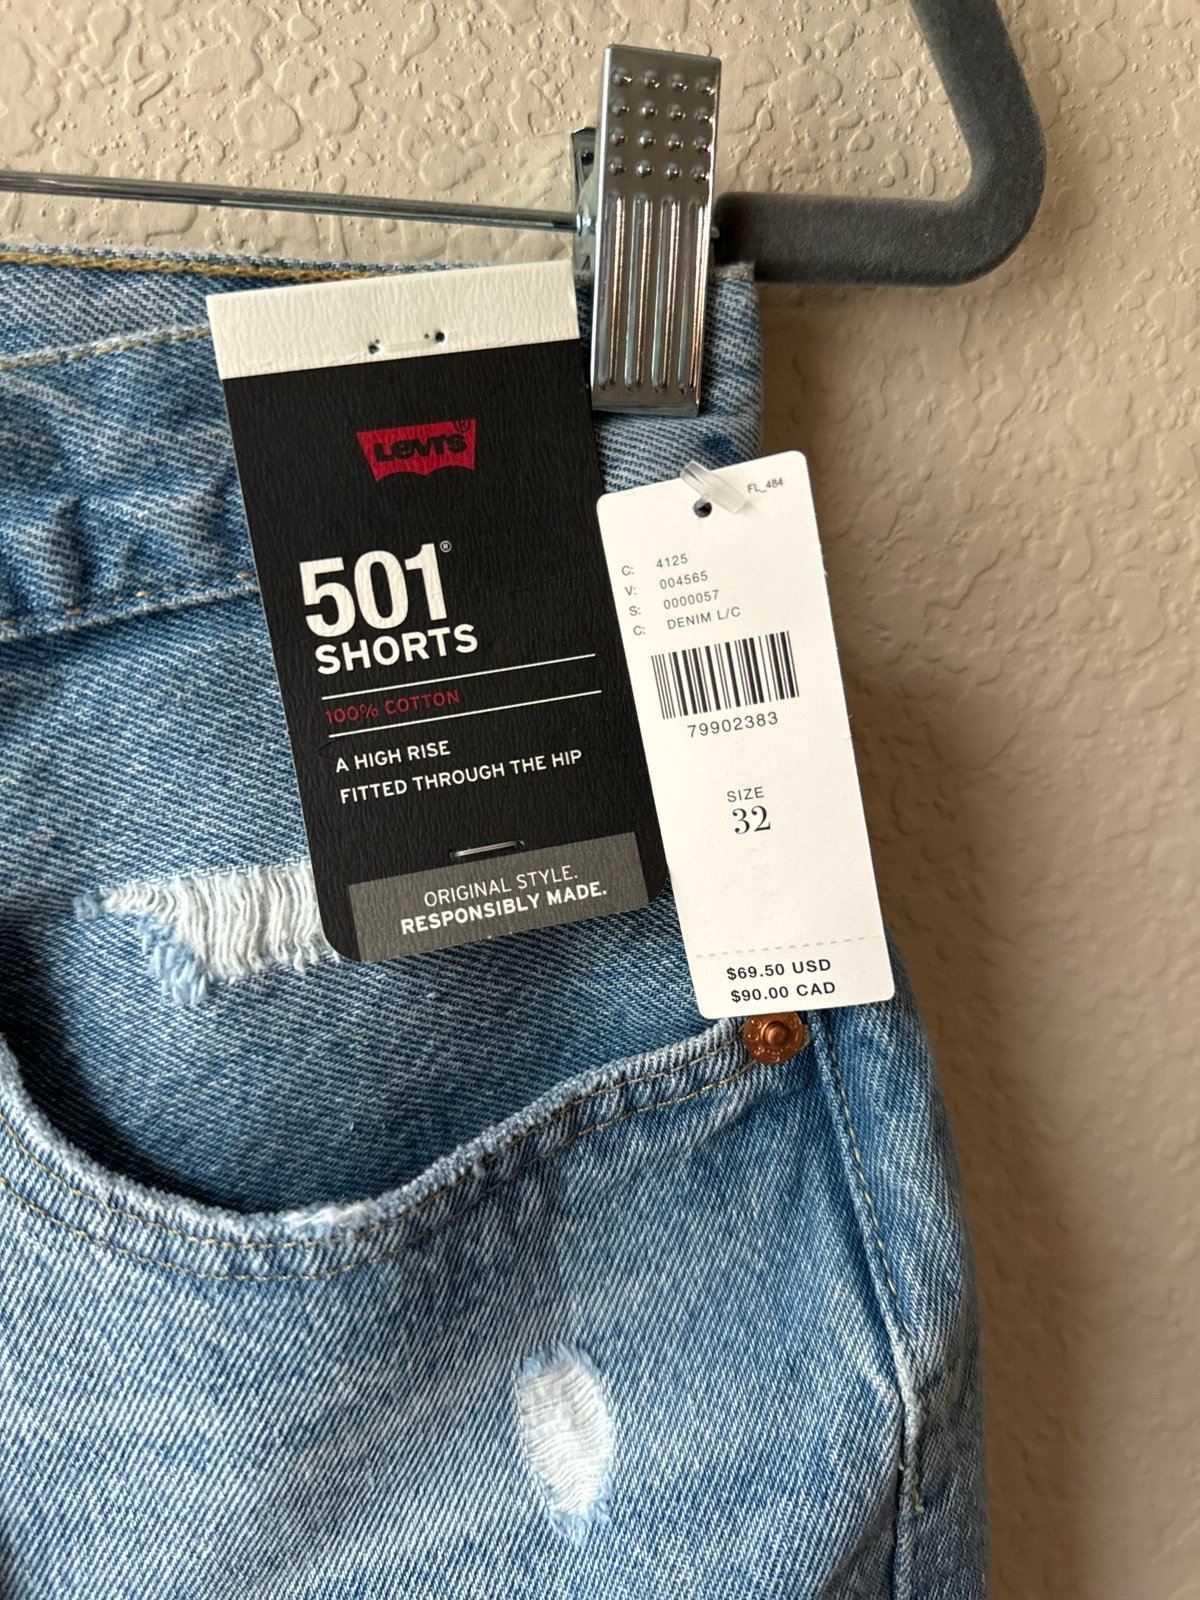 Levi's®
501®
SHORTS
100% COTTON
A HIGH RISE
FITTED THROUGH THE HIP
ORIGINAL STYLE.
RESPONSIBLY MADE.
FL_484
C: 4125
V: 004565
S: 0000057
C: DENIM L/C
79902383
SIZE
32
$69.50 USD
$90.00 CAD